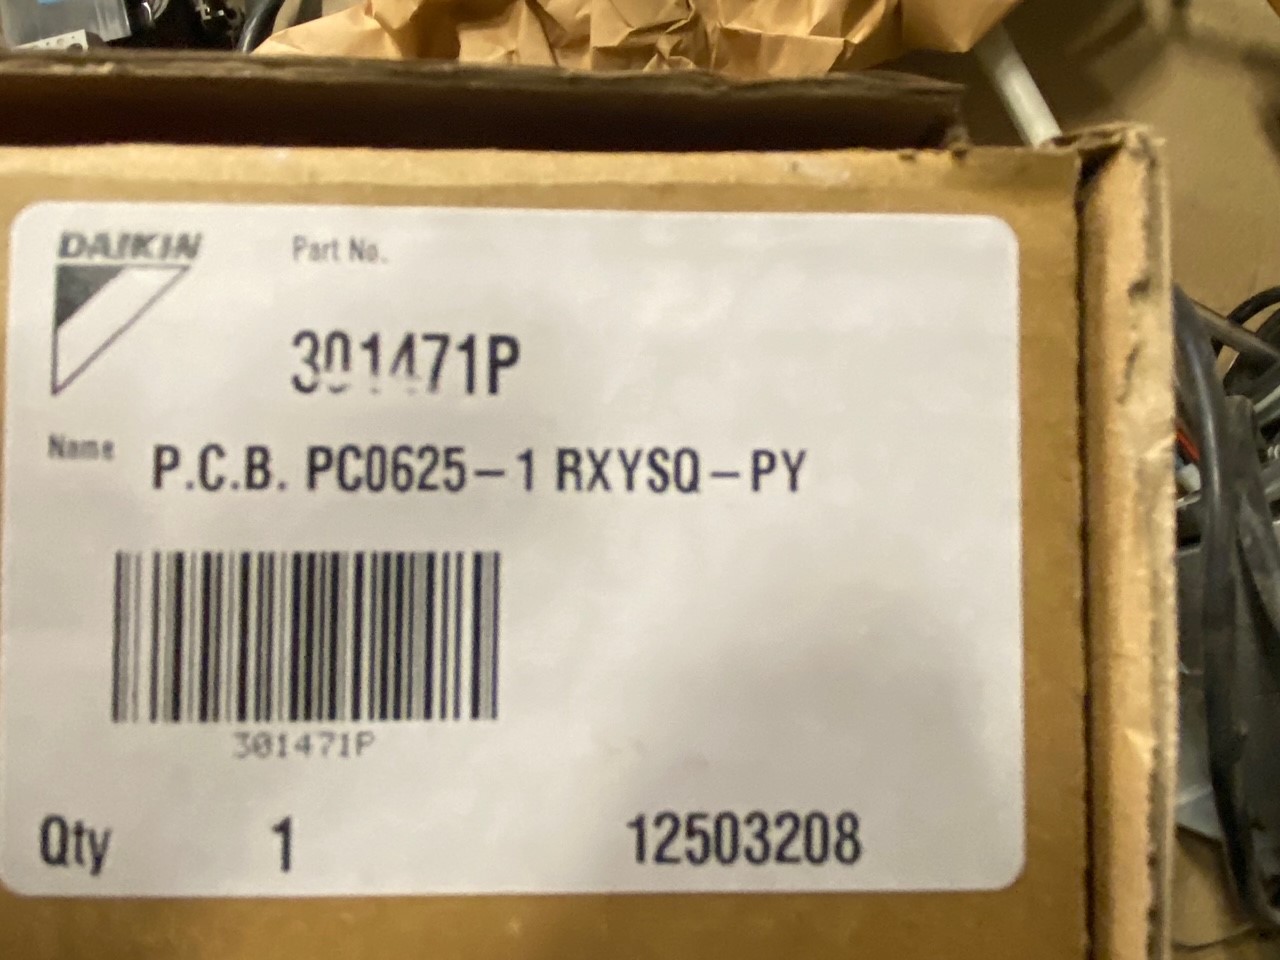 DAIKIN
Part No.
301471P
Name
P.C.B. PC0625-1 RXYSQ-PY
301471P
Qty 1 12503208